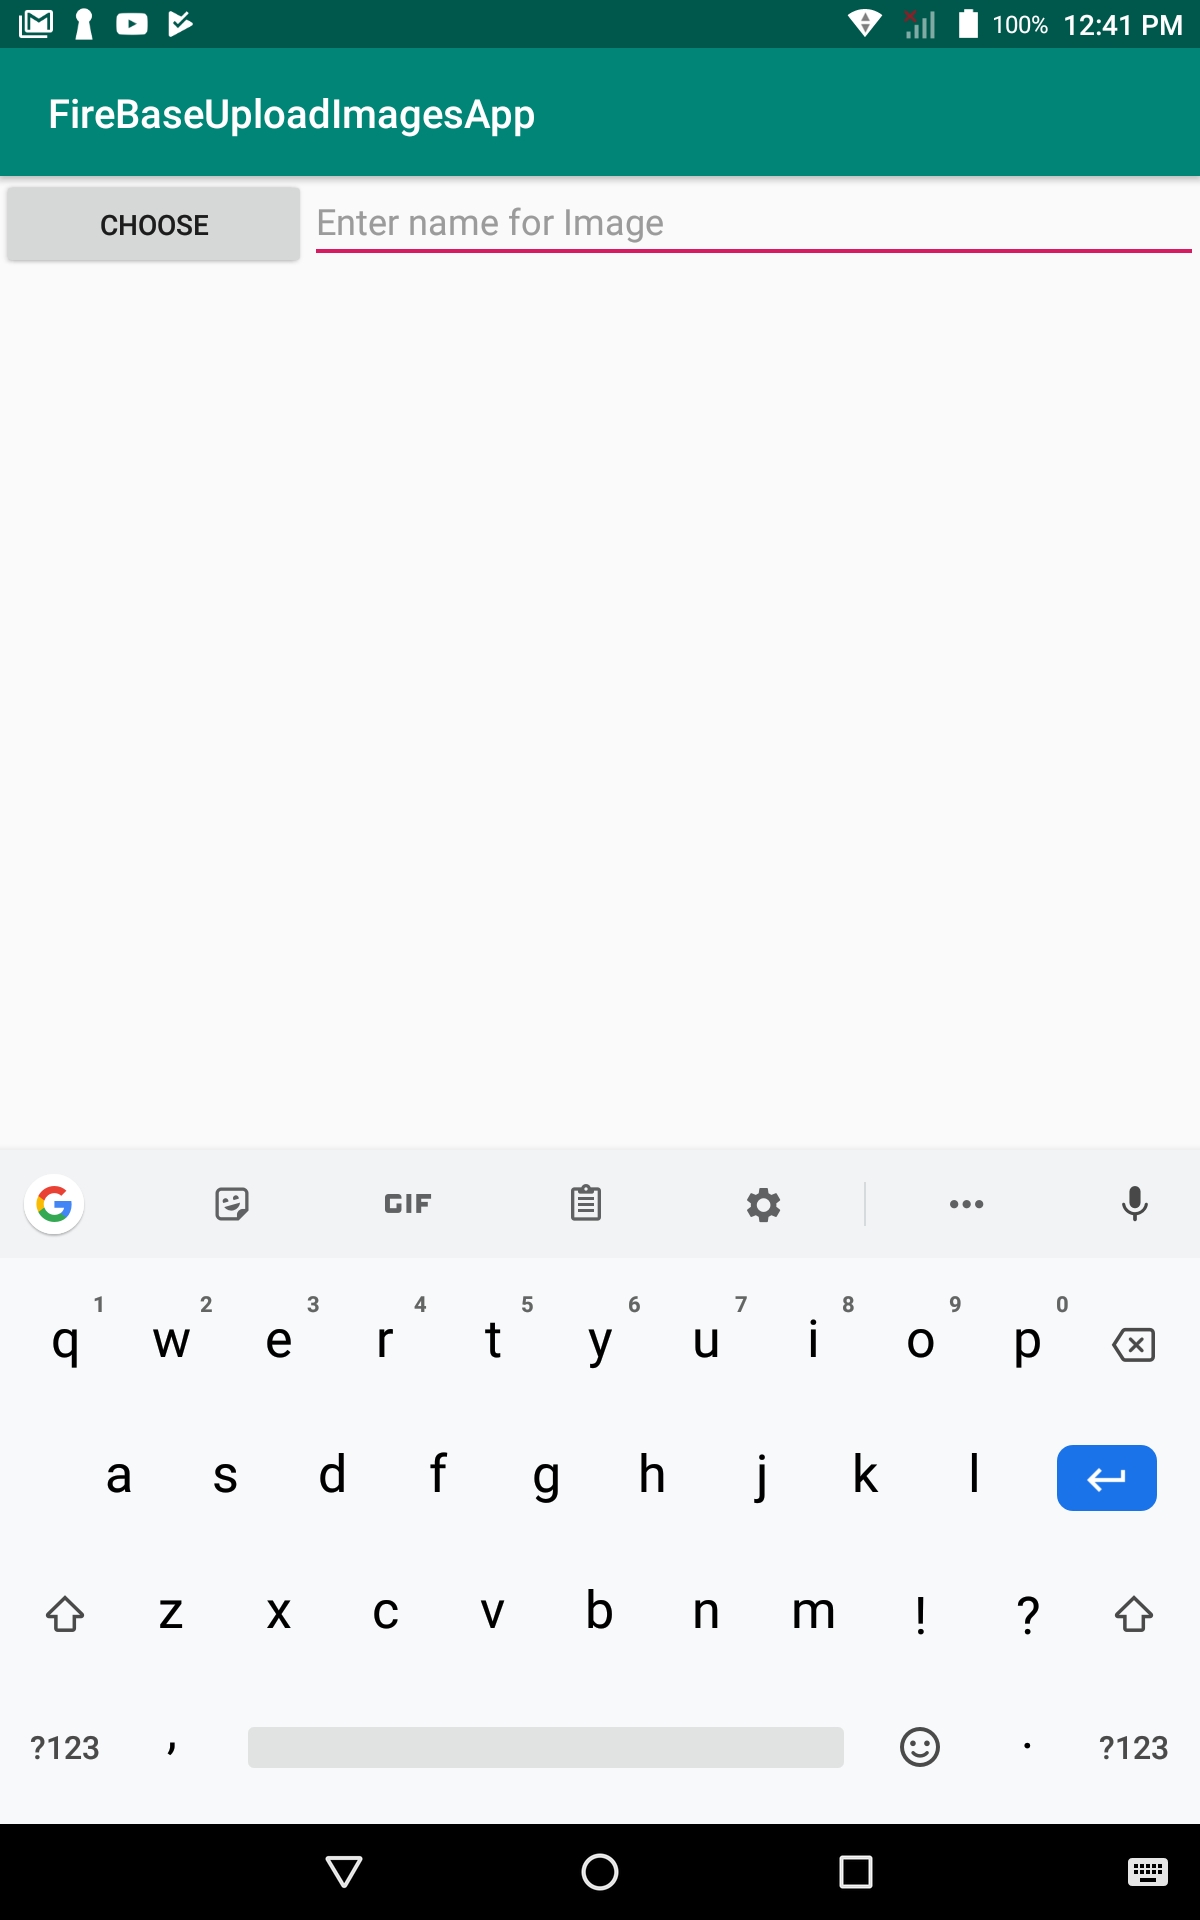 100% 12:41 PM
FireBaseUploadImagesApp
CHOOSE Enter name for Image
G GIF
1 2 3 4 5 6 7 8 9 0
q w e r t y u i o p
a s d f g h j k l
z x c v b n m ! ?
?123 , . ?123